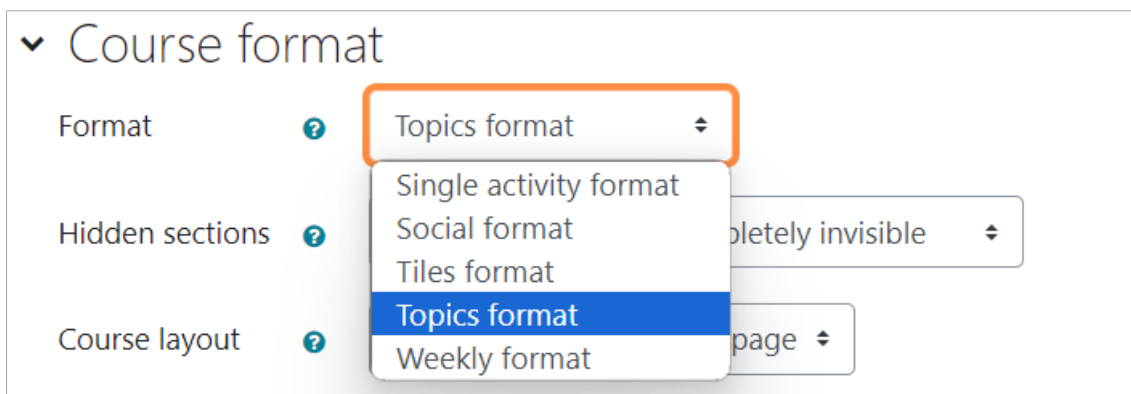 Course format
Format ? Topics format
Single activity format
Hidden sections ? Social format pletely invisible
Tiles format
Topics format
Course layout ? page
Weekly format